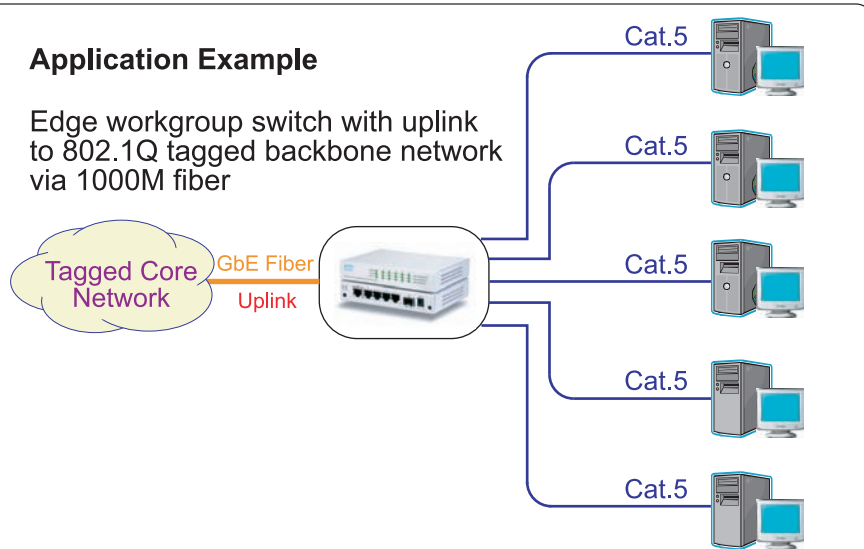 Application Example
Edge workgroup switch with uplink
to 802.1Q tagged backbone network
via 1000M fiber
Tagged Core
Network
GbE Fiber
Uplink
Cat.5
Cat.5
Cat.5
Cat.5
Cat.5